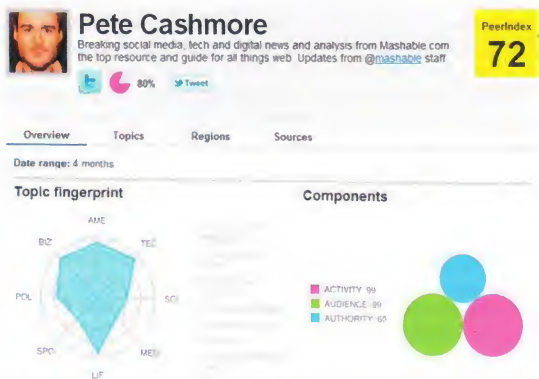 Pete Cashmore
Breaking social media, tech and digital news and analysis from Mashable.com
the top resource and guide for all things web. Updates from @mashable staff
PeerIndex
72
80%
Tweet
Overview Topics Regions Sources
Date range: 4 months
Topic fingerprint
Components
AME
BIZ
TEC
POL
SCI
SPO
MED
LIF
ACTIVITY 99
AUDIENCE 99
AUTHORITY